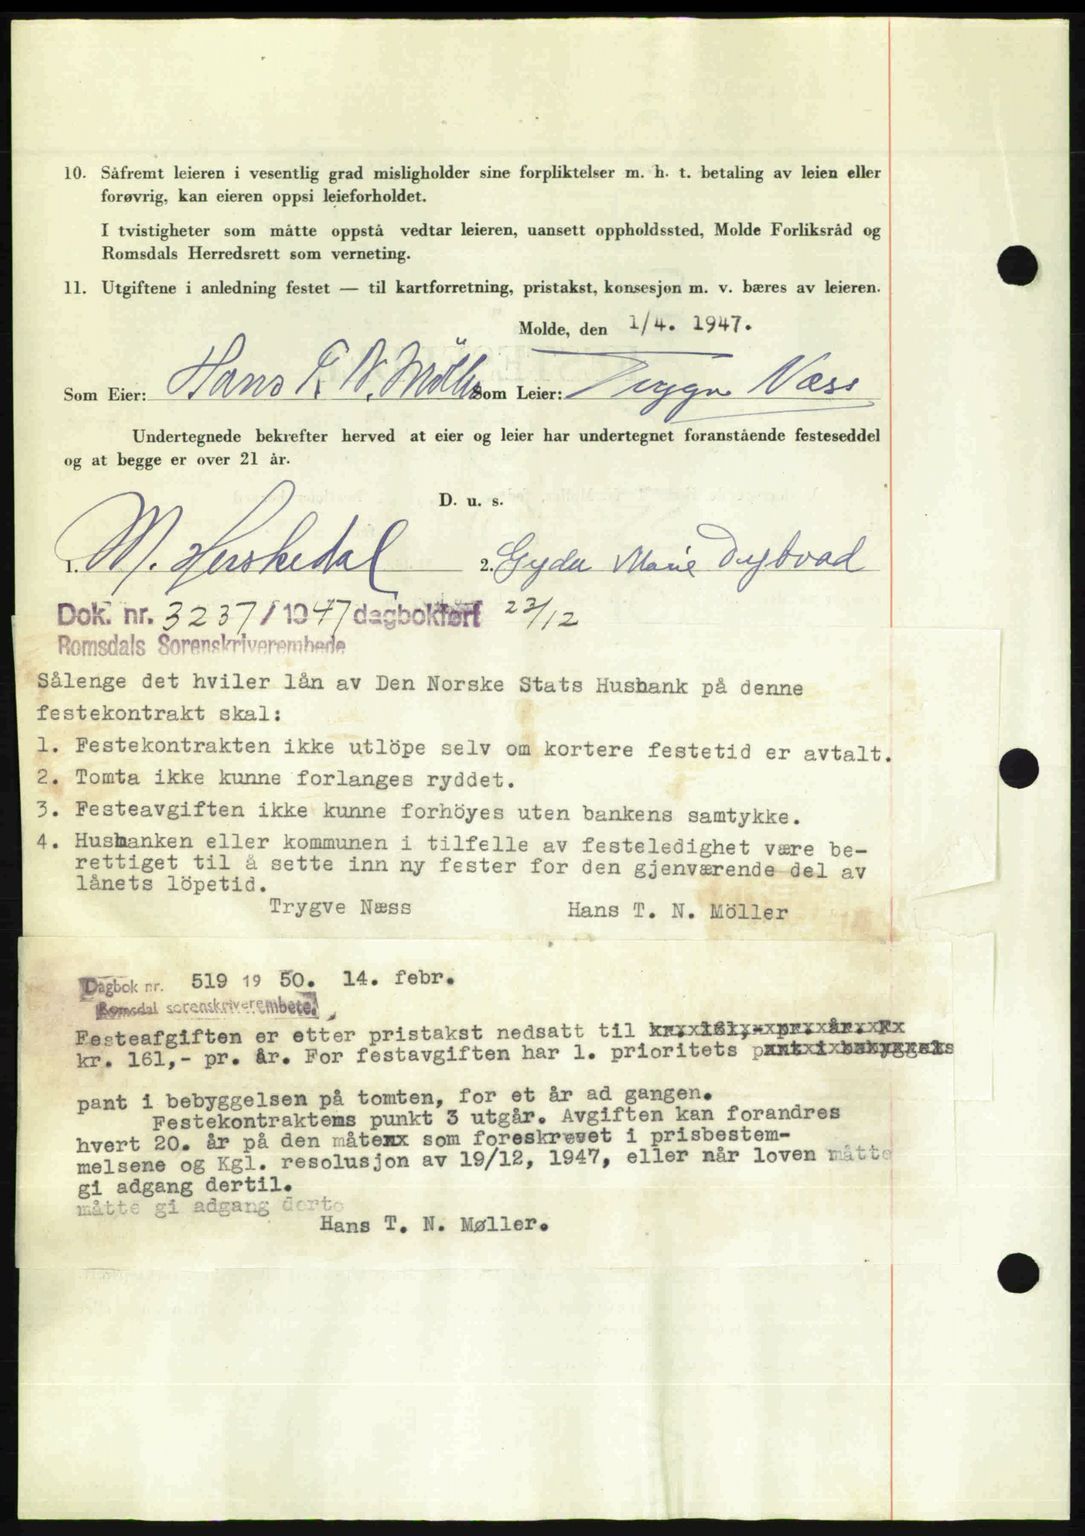 10. Såfremt leieren i vesentlig grad misligholder sine forpliktelser m. h. t. betaling av leien eller
forøvrig, kan eieren oppsi leieforholdet.
I tvistigheter som måtte oppstå vedtar leieren, uansett oppholdssted, Molde Forliksråd og
Romsdals Herredsrett som verneting.
11. Utgiftene i anledning festet — til kartforretning, pristakst, konsesjon m. v. bæres av leieren.
Molde, den 1/4. 1947.
Som Eier: Hans T. N. Möller Som Leier: Trygve Næss
Undertegnede bekrefter herved at eier og leier har undertegnet foranstående festeseddel
og at begge er over 21 år.
D. u. s.
1. M. Herskedal 2. Gyda Marie Dybvad
Dok. nr. 3237/1947 dagbokført 22/12
Romsdals Sorenskriverembede
Sålenge det hviler lån av Den Norske Stats Husbank på denne
festekontrakt skal:
1. Festekontrakten ikke utlöpe selv om kortere festetid er avtalt.
2. Tomta ikke kunne forlanges ryddet.
3. Festeavgiften ikke kunne forhöyes uten bankens samtykke.
4. Husbanken eller kommunen i tilfelle av festeledighet være be-
rettiget til å sette inn ny fester for den gjenværende del av
lånets löpetid.
Trygve Næss Hans T. N. Möller
Dagbok nr. 519 19 50. 14. febr.
Romsdal sorenskriverembete.
Festeafgiften er etter pristakst nedsatt til
kr. 161,- pr. år. For festavgiften har 1. prioritets
pant i bebyggelsen på tomten, for et år ad gangen.
Festekontraktens punkt 3 utgår. Avgiften kan forandres
hvert 20. år på den måtenx som foreskrevet i prisbestem-
melsene og Kgl. resolusjon av 19/12, 1947, eller når loven måtte
gi adgang dertil.
måtte gi adgang derto
Hans T. N. Møller.